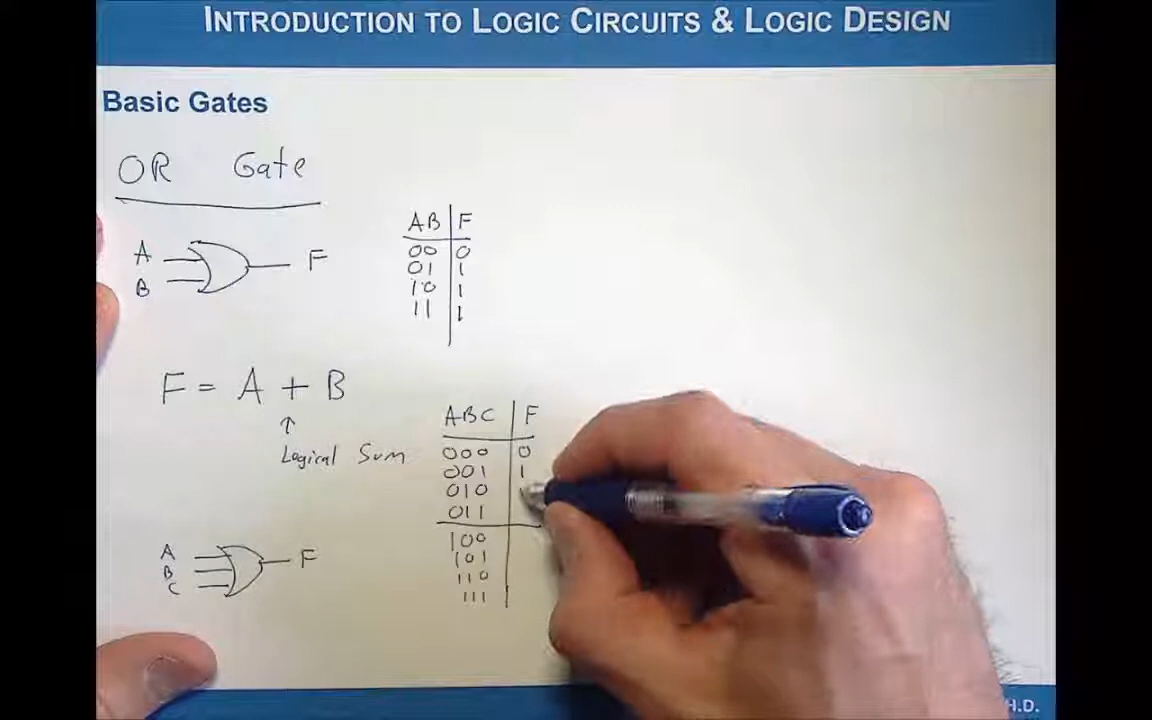 INTRODUCTION TO LOGIC CIRCUITS & LOGIC DESIGN
Basic Gates
OR Gate
A
B
F
AB F
00 0
01 1
10 1
11 1
F = A + B
↑
Logical Sum
A
B
C
F
ABC F
000 0
001 1
010 1
011
100
101
110
111
H.D.